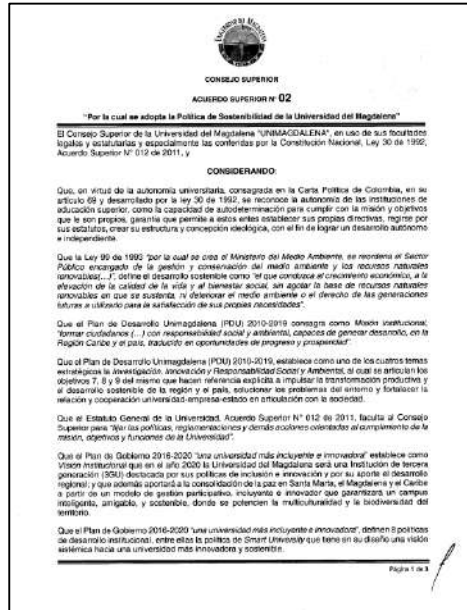 CONSEJO SUPERIOR
ACUERDO SUPERIOR N° 02
"Por la cual se adopta la Política de Sostenibilidad de la Universidad del Magdalena"
El Consejo Superior de la Universidad del Magdalena "UNIMAGDALENA", en uso de sus facultades
legales y estatutarias y especialmente las conferidas por la Constitución Nacional, Ley 30 de 1992,
Acuerdo Superior N° 012 de 2011, y
CONSIDERANDO:
Que, en virtud de la autonomía universitaria, consagrada en la Carta Política de Colombia, en su
artículo 69 y desarrollado por la ley 30 de 1992, se reconoce la autonomía de las instituciones de
educación superior, como la capacidad de autodeterminación para cumplir con la misión y objetivos
que le son propios, garantía que permite a éstos entes establecer sus propias directivas, regirse por
sus estatutos, crear su estructura y concepción ideológica, con el fin de lograr un desarrollo autónomo
e independiente.
Que la Ley 99 de 1993 "por la cual se crea el Ministerio del Medio Ambiente, se reordena el Sector
Público encargado de la gestión y conservación del medio ambiente y los recursos naturales
renovables(...)", define el desarrollo sostenible como "el que conduzca al crecimiento económico, a la
elevación de la calidad de la vida y al bienestar social, sin agotar la base de recursos naturales
renovables en que se sustenta, ni deteriorar el medio ambiente o el derecho de las generaciones
futuras a utilizarlo para la satisfacción de sus propias necesidades".
Que el Plan de Desarrollo Unimagdalena (PDU) 2010-2019 consagra como Misión Institucional,
"formar ciudadanos (...) con responsabilidad social y ambiental, capaces de generar desarrollo, en la
Región Caribe y el país, traducido en oportunidades de progreso y prosperidad".
Que el Plan de Desarrollo Unimagdalena (PDU) 2010-2019, establece como uno de los cuatros temas
estratégicos la Investigación, Innovación y Responsabilidad Social y Ambiental, al cual se articulan los
objetivos 7, 8 y 9 del mismo que hacen referencia explícita a impulsar la transformación productiva y
el desarrollo sostenible de la región y el país, solucionar los problemas del entorno y fortalecer la
relación y cooperación universidad-empresa-estado en articulación con la sociedad.
Que el Estatuto General de la Universidad, Acuerdo Superior N° 012 de 2011, faculta al Consejo
Superior para "fijar las políticas, reglamentaciones y demás acciones orientadas al cumplimiento de la
misión, objetivos y funciones de la Universidad".
Que el Plan de Gobierno 2016-2020 "una universidad más incluyente e innovadora" establece como
Visión Institucional que en el año 2020 la Universidad del Magdalena será una Institución de tercera
generación (3GU) destacada por sus políticas de inclusión e innovación y por su aporte al desarrollo
regional; y que además aportará a la consolidación de la paz en Santa Marta, el Magdalena y el Caribe
a partir de un modelo de gestión participativo, incluyente e innovador que garantizará un campus
inteligente, amigable, y sostenible, donde se potencien la multiculturalidad y la biodiversidad del
territorio.
Que el Plan de Gobierno 2016-2020 "una universidad más incluyente e innovadora", definen 8 políticas
de desarrollo institucional, entre ellas la política de Smart University que tiene en su diseño una visión
sistémica hacia una universidad más innovadora y sostenible.
Página 1 de 3